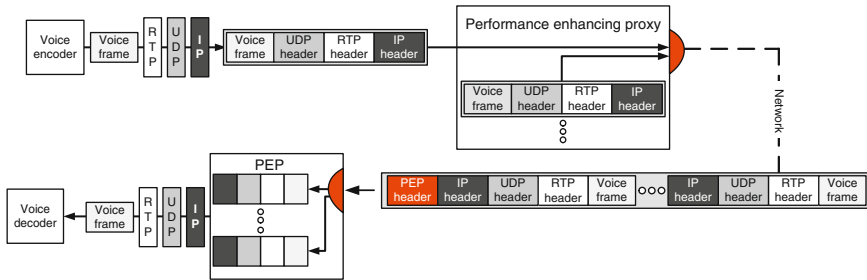 Voice
encoder
Voice
frame
R
T
P
U
D
P
I
P
Voice
frame
UDP
header
RTP
header
IP
header
Performance enhancing proxy
Voice
frame
UDP
header
RTP
header
IP
header
Network
PEP
header
IP
header
UDP
header
RTP
header
Voice
frame
IP
header
UDP
header
RTP
header
Voice
frame
PEP
Voice
decoder
Voice
frame
R
T
P
U
D
P
I
P